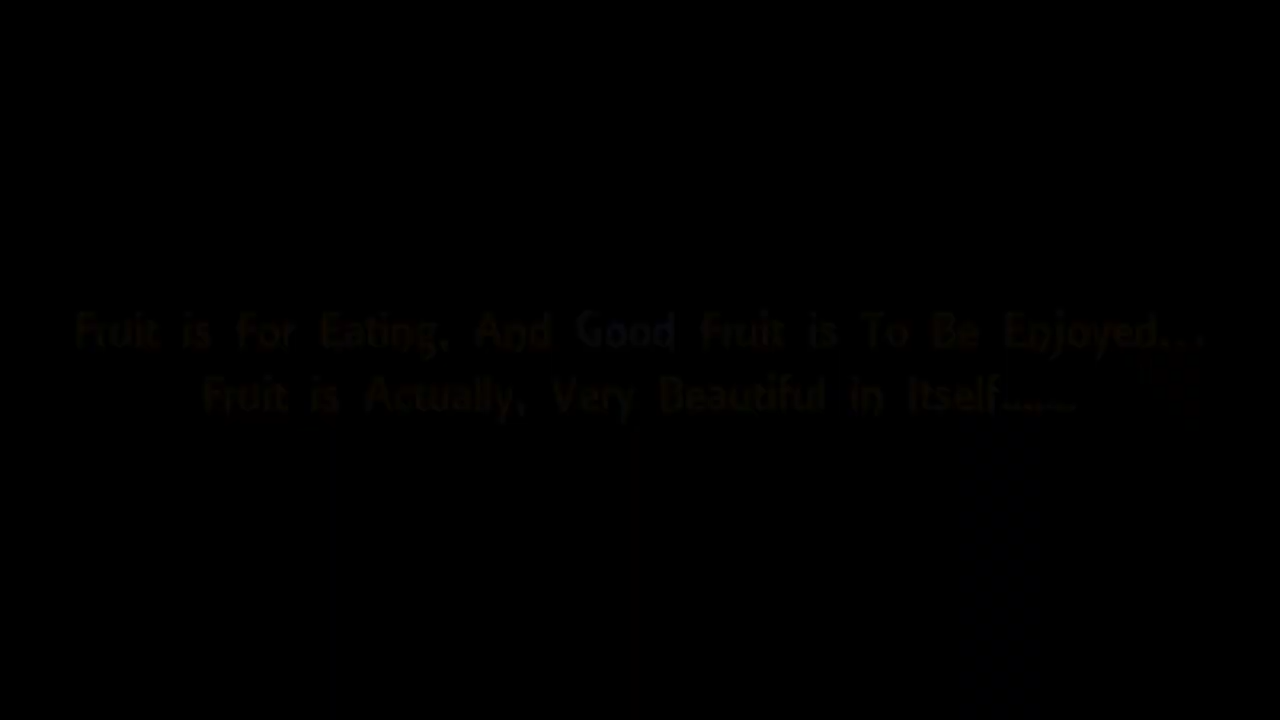 Fruit is For Eating, And Good Fruit is To Be Enjoyed...
Fruit is Actually, Very Beautiful in Itself......